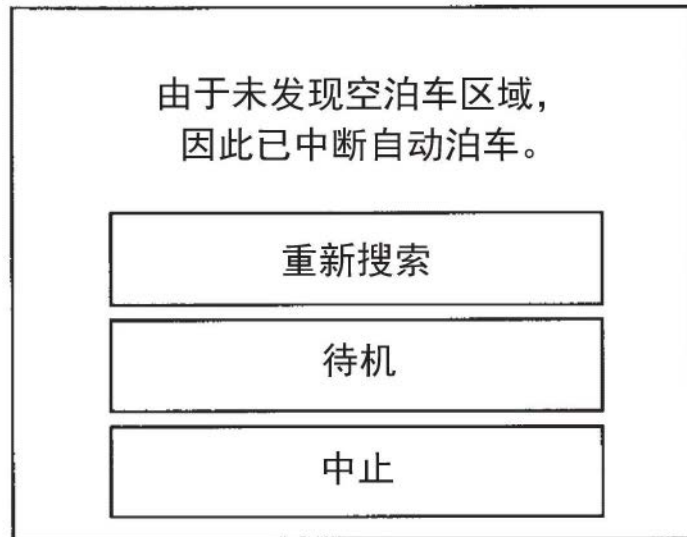 由于未发现空泊车区域，
因此已中断自动泊车。
重新搜索
待机
中止